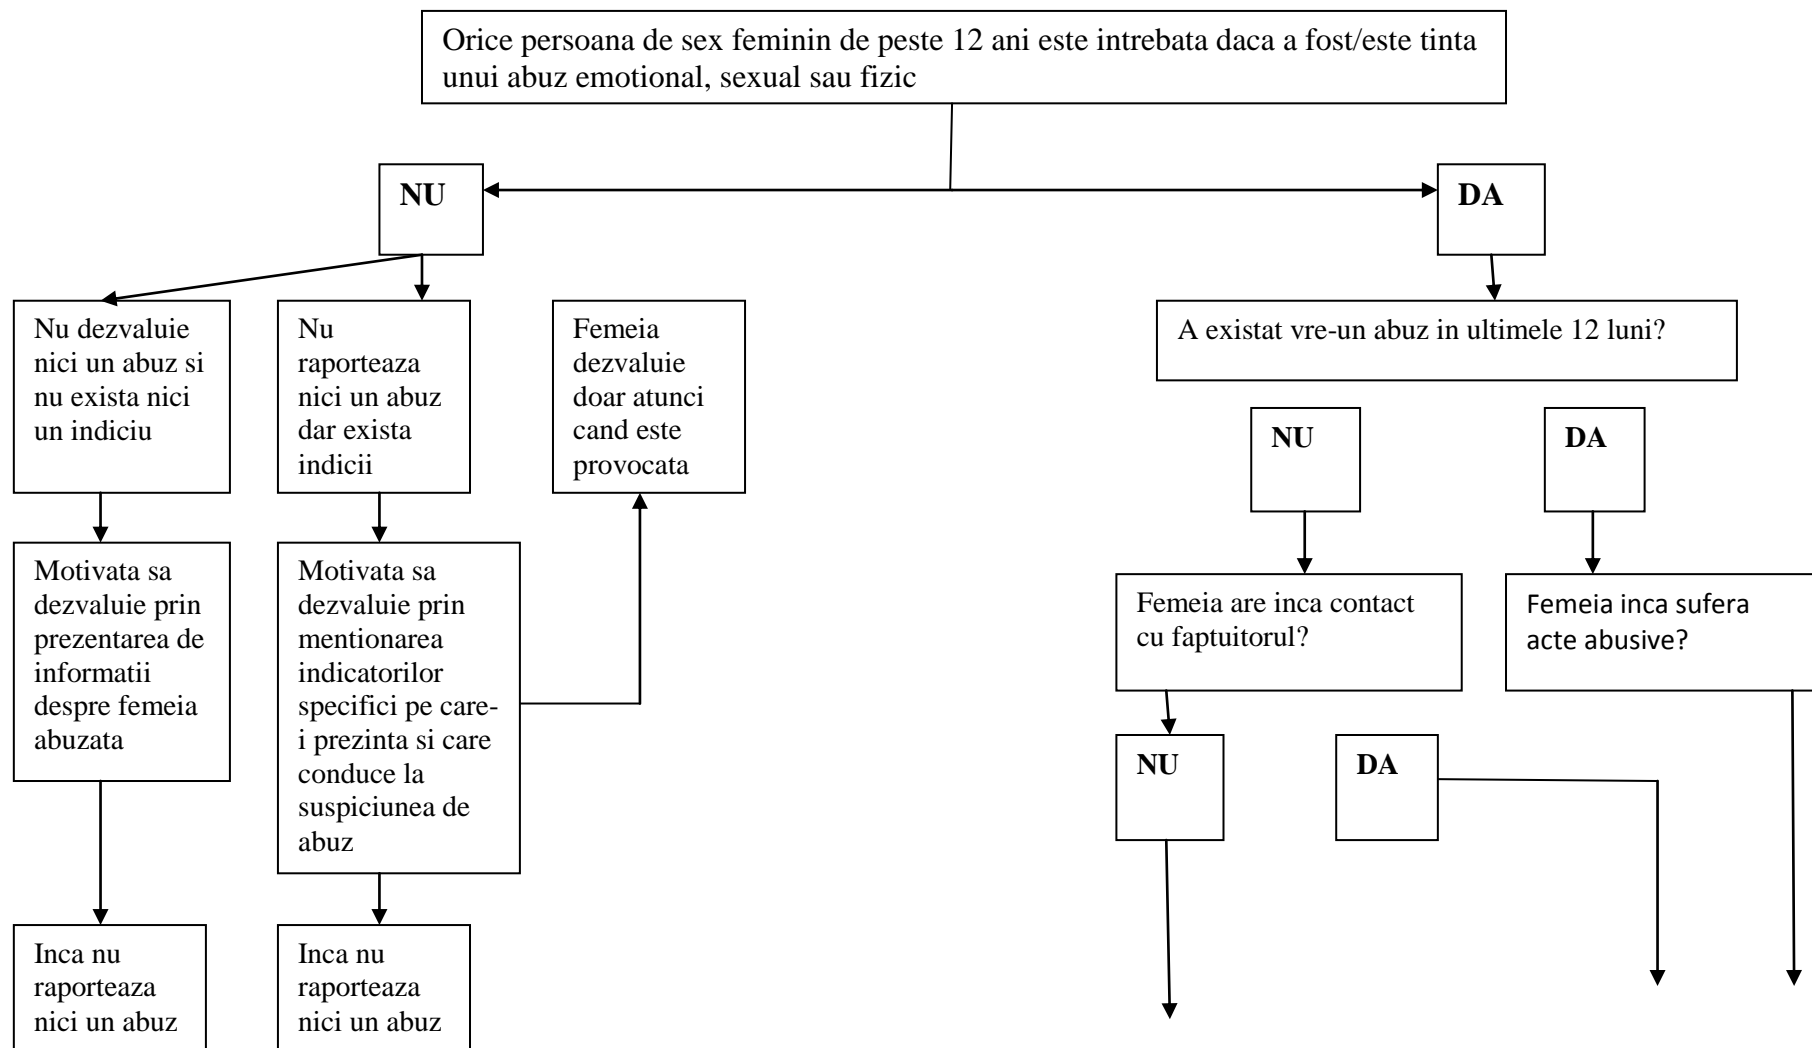 Orice persoana de sex feminin de peste 12 ani este intrebata daca a fost/este tinta
unui abuz emotional, sexual sau fizic
NU
DA
Nu dezvaluie
nici un abuz si
nu exista nici
un indiciu
Nu
raporteaza
nici un abuz
dar exista
indicii
Femeia
dezvaluie
doar atunci
cand este
provocata
A existat vre-un abuz in ultimele 12 luni?
NU
DA
Motivata sa
dezvaluie prin
prezentarea de
informatii
despre femeia
abuzata
Motivata sa
dezvaluie prin
mentionarea
indicatorilor
specifici pe care-
i prezinta si care
conduce la
suspiciunea de
abuz
Femeia are inca contact
cu faptuitorul?
Femeia inca sufera
acte abusive?
NU
DA
Inca nu
raporteaza
nici un abuz
Inca nu
raporteaza
nici un abuz